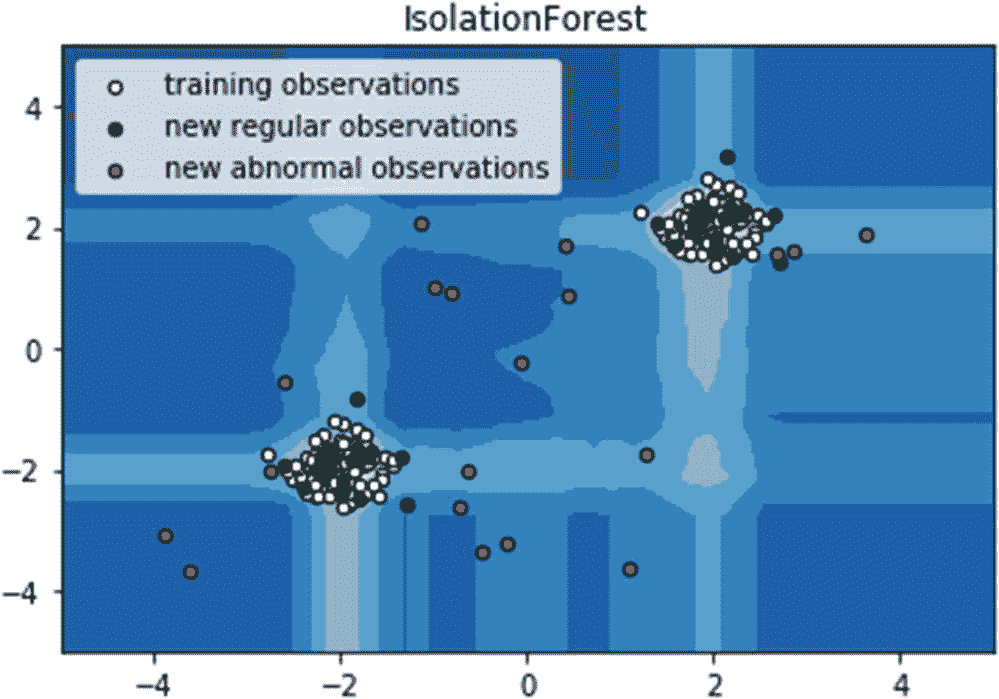 IsolationForest
training observations
new regular observations
new abnormal observations
4
2
0
−2
−4
−4 −2 0 2 4